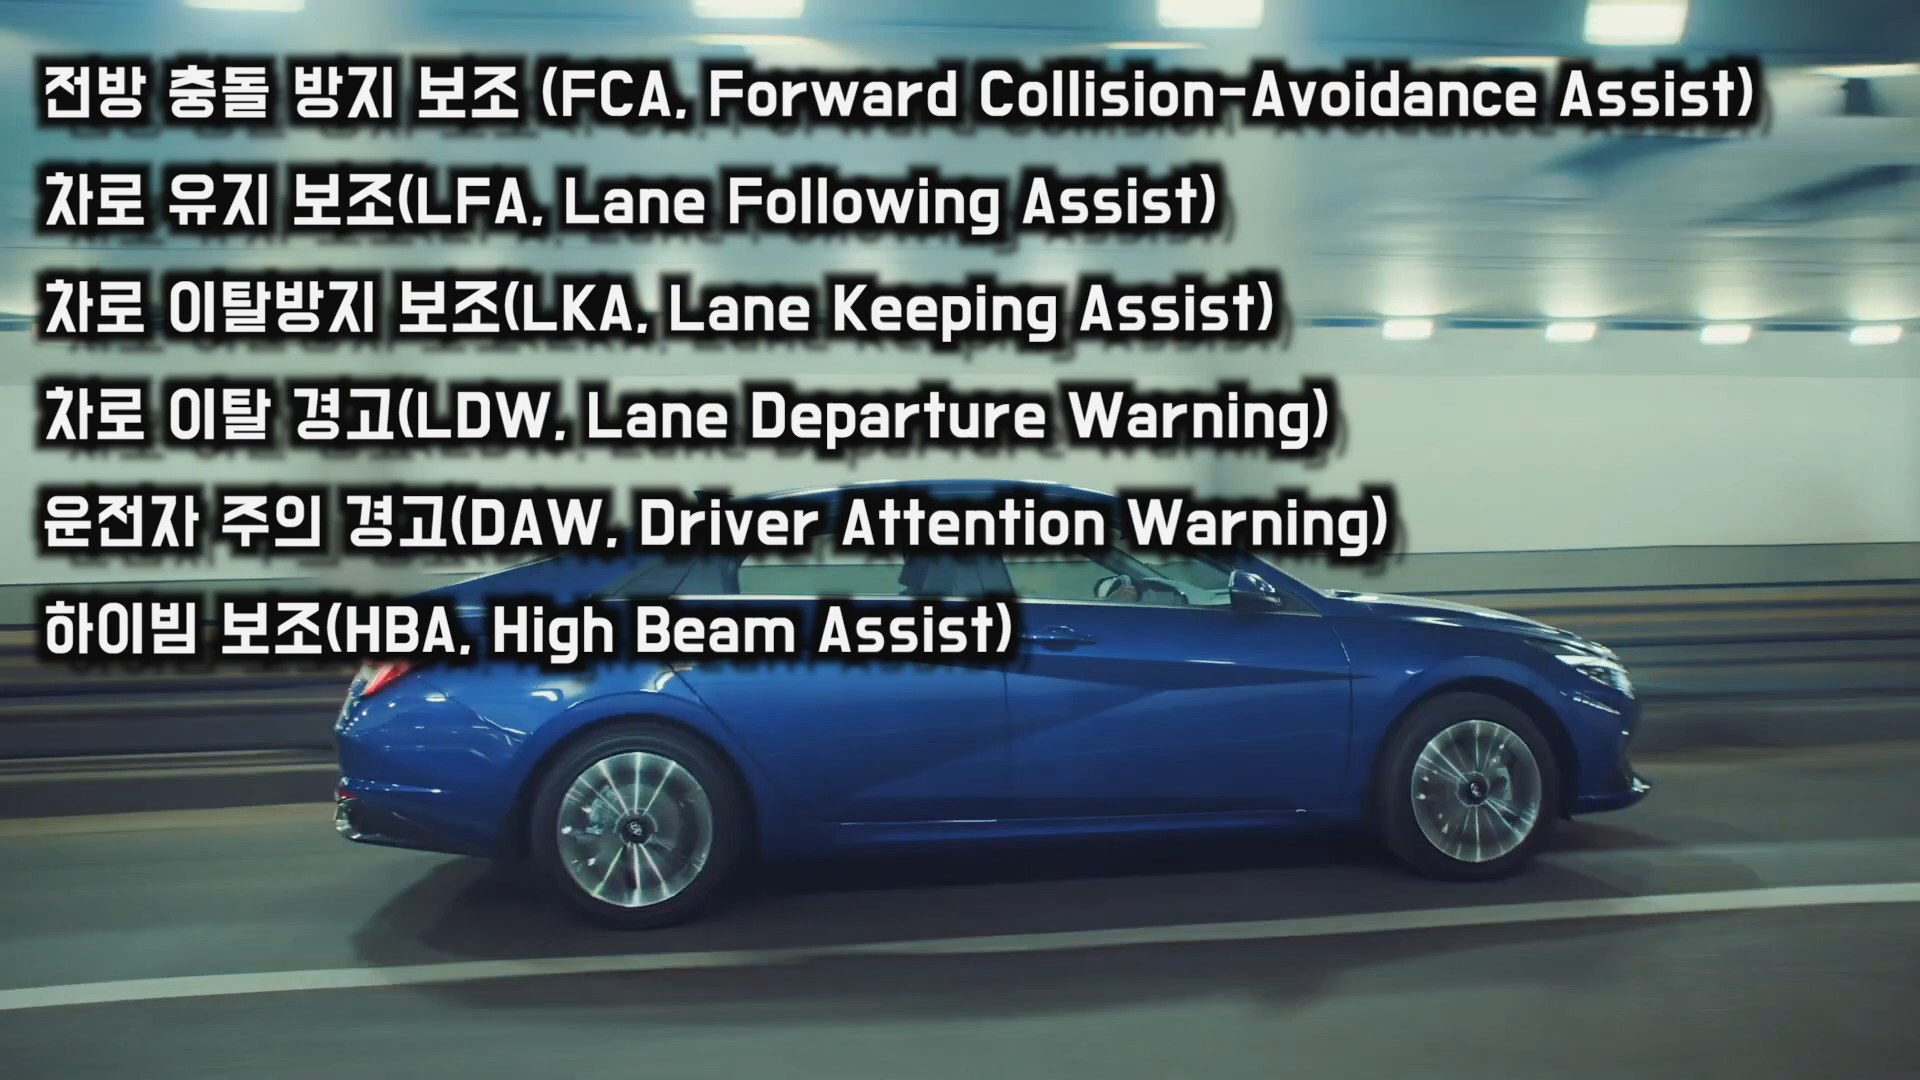 전방 충돌 방지 보조 (FCA, Forward Collision-Avoidance Assist)
차로 유지 보조(LFA, Lane Following Assist)
차로 이탈방지 보조(LKA, Lane Keeping Assist)
차로 이탈 경고(LDW, Lane Departure Warning)
운전자 주의 경고(DAW, Driver Attention Warning)
하이빔 보조(HBA, High Beam Assist)